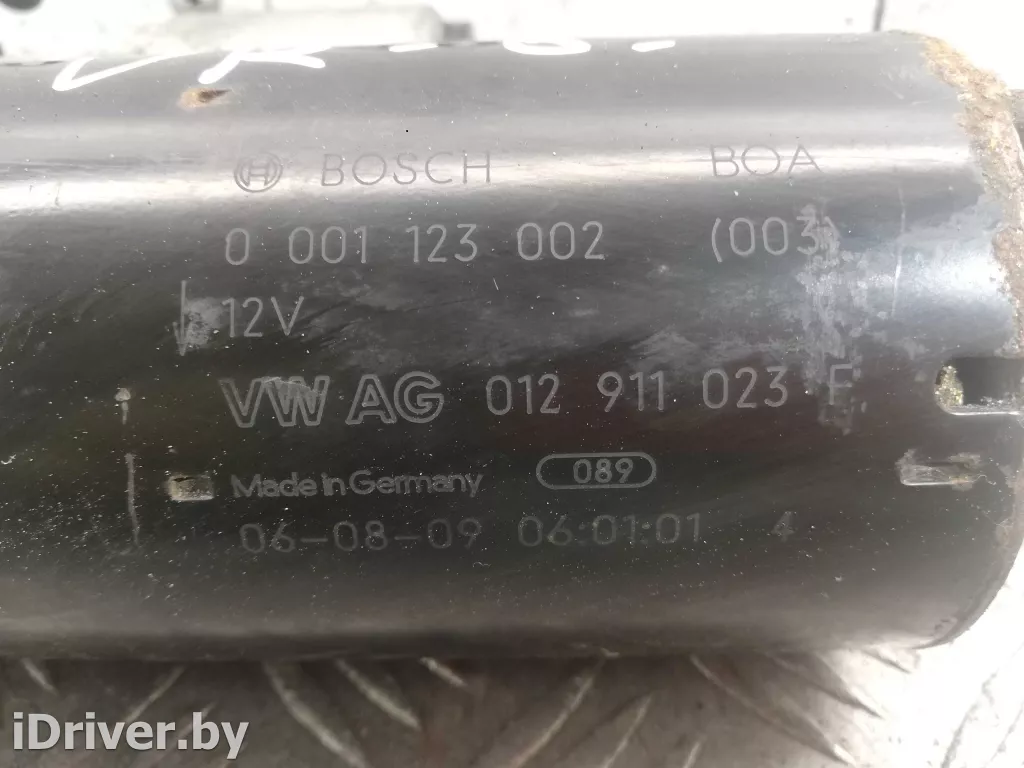 BOSCH BOA
0 001 123 002 (003)
12V
VW AG 012 911 023 F
Made in Germany 089
06-08-09 06:01:01 4
iDriver.by